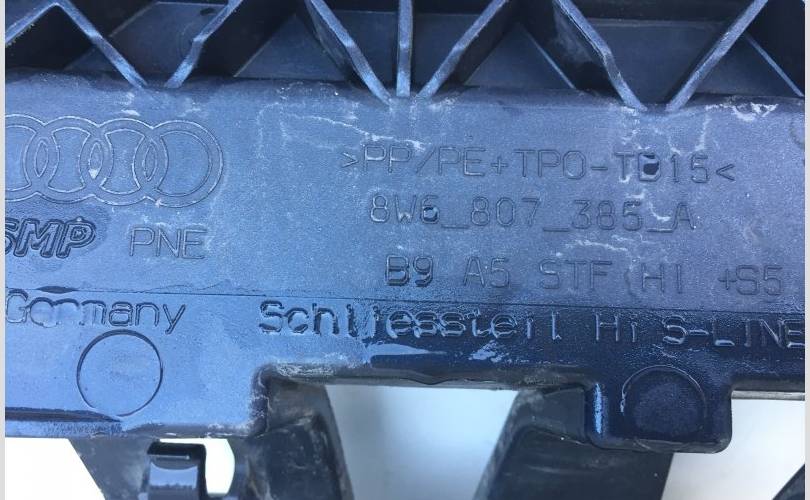 >PP/PE+TPO-TD15<
8W6_807_385_A
SMP PNE
B9 A5 STF HI +S5
Germany
Schliessteil Hi S-LINE